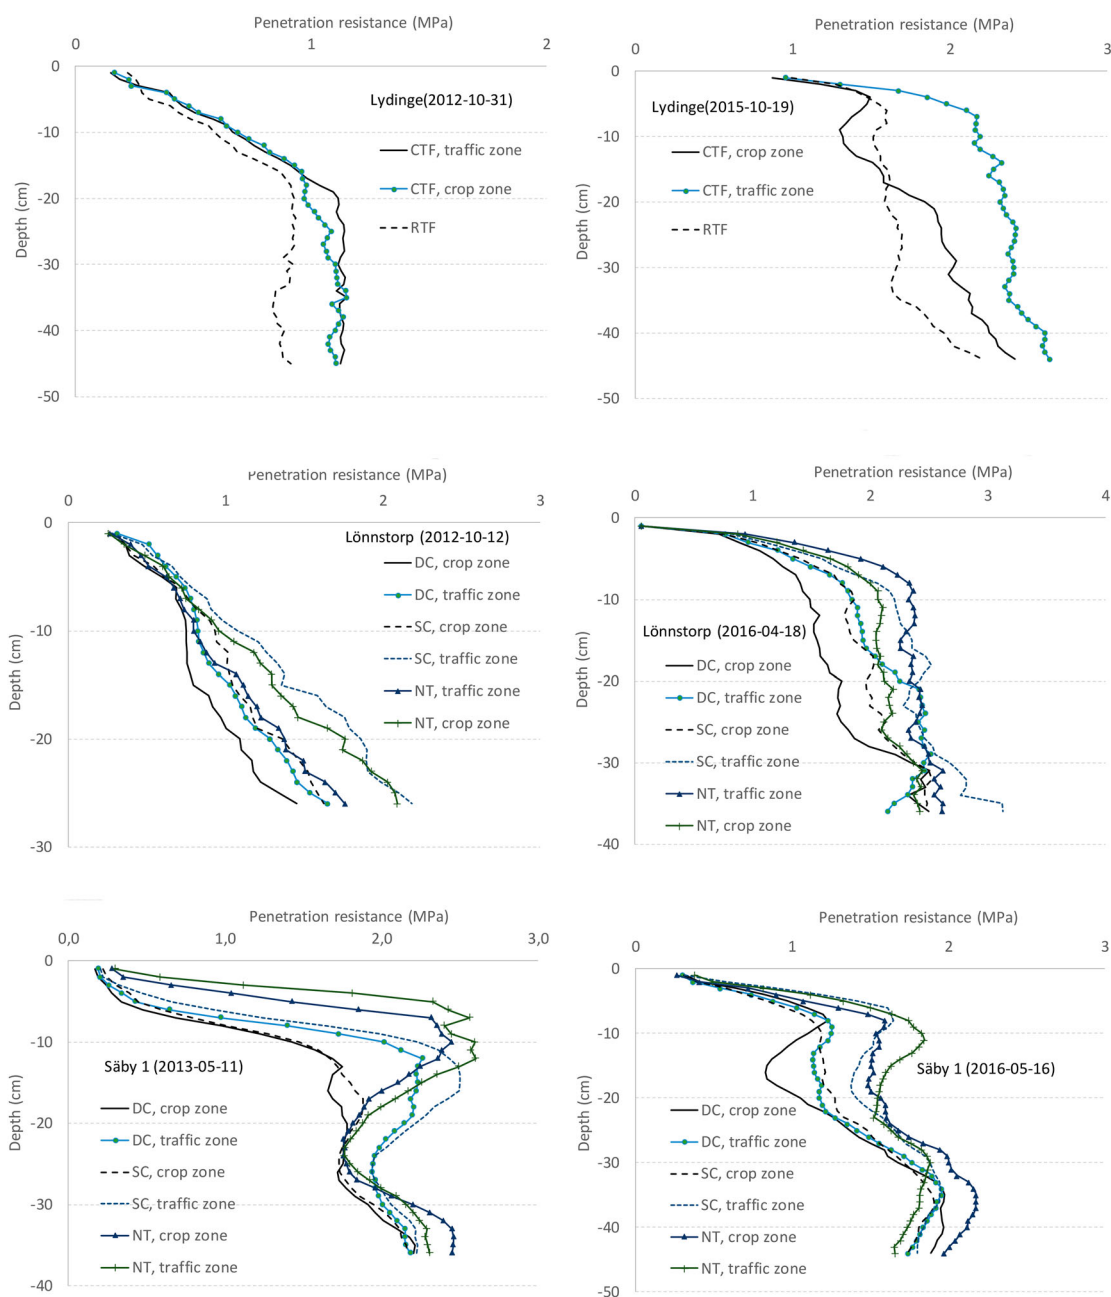 Penetration resistance (MPa)
0 1 2
0
-10
-20
-30
-40
-50
Depth (cm)
Lydinge(2012-10-31)
CTF, traffic zone
CTF, crop zone
RTF
Penetration resistance (MPa)
0 1 2 3
0
-10
-20
-30
-40
-50
Depth (cm)
Lydinge(2015-10-19)
CTF, crop zone
CTF, traffic zone
RTF
Penetration resistance (MPa)
0 1 2 3
0
-10
-20
-30
Depth (cm)
Lönnstorp (2012-10-12)
DC, crop zone
DC, traffic zone
SC, crop zone
SC, traffic zone
NT, traffic zone
NT, crop zone
Penetration resistance (MPa)
0 1 2 3 4
0
-10
-20
-30
-40
Depth (cm)
Lönnstorp (2016-04-18)
DC, crop zone
DC, traffic zone
SC, crop zone
SC, traffic zone
NT, traffic zone
NT, crop zone
Penetration resistance (MPa)
0,0 1,0 2,0 3,0
0
-10
-20
-30
-40
Depth (cm)
Säby 1 (2013-05-11)
DC, crop zone
DC, traffic zone
SC, crop zone
SC, traffic zone
NT, crop zone
NT, traffic zone
Penetration resistance (MPa)
0 1 2 3
0
-10
-20
-30
-40
-50
Depth (cm)
Säby 1 (2016-05-16)
DC, crop zone
DC, traffic zone
SC, crop zone
SC, traffic zone
NT, crop zone
NT, traffic zone